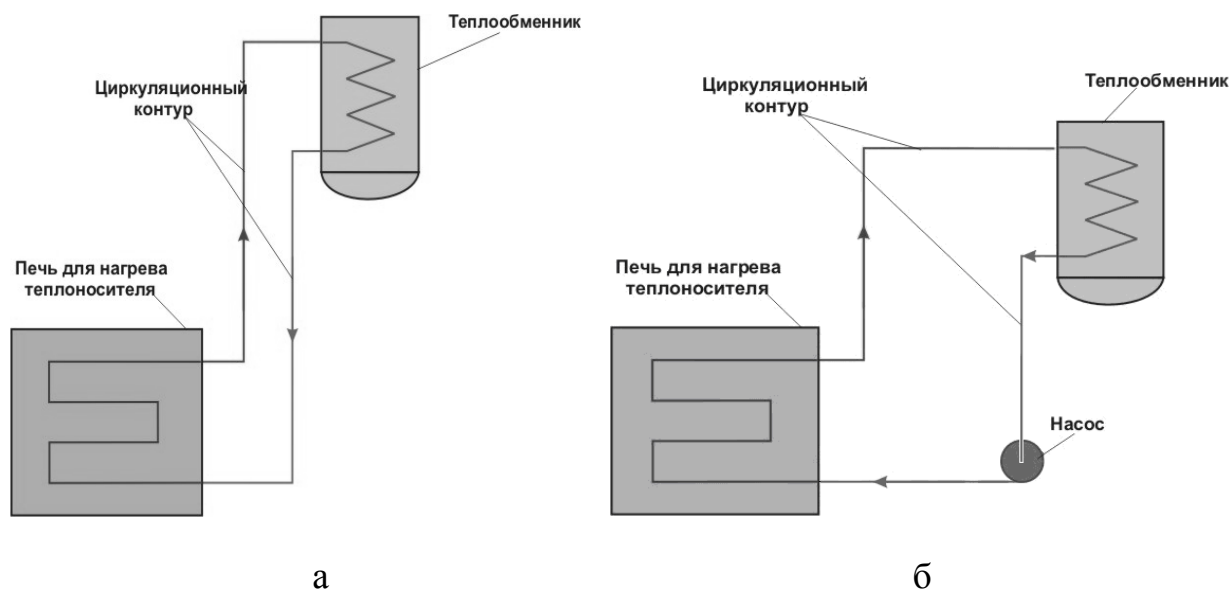 Теплообменник
Циркуляционный
контур
Печь для нагрева
теплоносителя
а
Циркуляционный
контур
Теплообменник
Печь для нагрева
теплоносителя
Насос
б